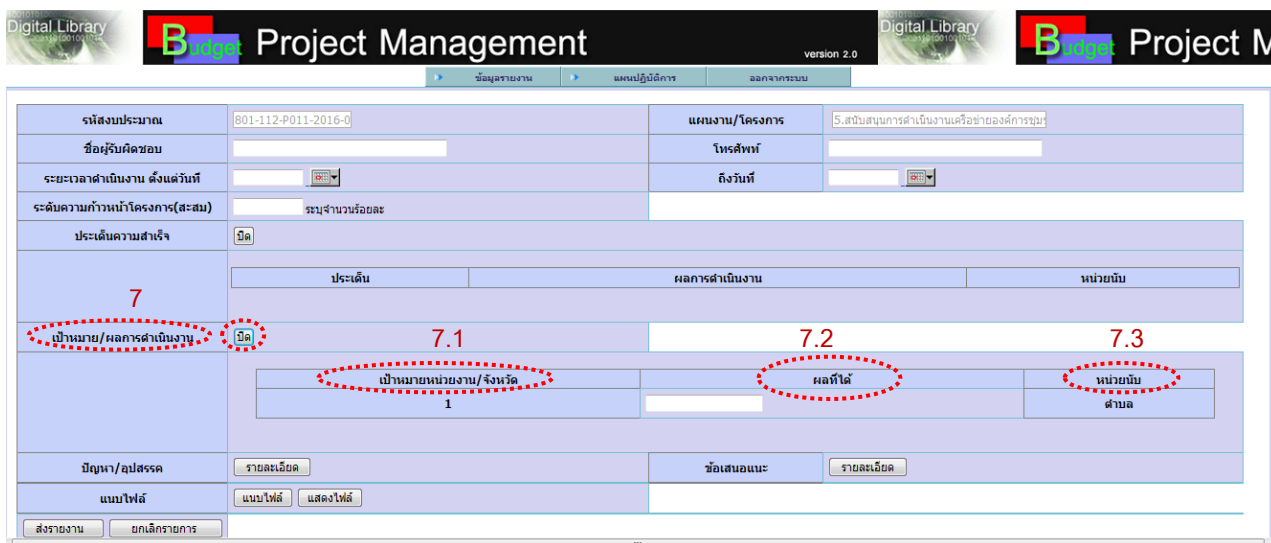 Digital Library
Budget Project Management
version 2.0
Digital Library
Budget Project M
ข้อมูลรายงาน แผนปฏิบัติการ ออกจากระบบ
รหัสงบประมาณ 801-112-P011-2016-0 แผนงาน/โครงการ 5.สนับสนุนการดำเนินงานเครือข่ายองค์การชุมช
ชื่อผู้รับผิดชอบ โทรศัพท์
ระยะเวลาดำเนินงาน ตั้งแต่วันที่ ถึงวันที่
ระดับความก้าวหน้าโครงการ(สะสม) ระบุจำนวนร้อยละ
ประเด็นความสำเร็จ ปิด
ประเด็น ผลการดำเนินงาน หน่วยนับ
7
เป้าหมาย/ผลการดำเนินงาน ปิด 7.1 7.2 7.3
เป้าหมายหน่วยงาน/จังหวัด ผลที่ได้ หน่วยนับ
1 ตำบล
ปัญหา/อุปสรรค รายละเอียด ข้อเสนอแนะ รายละเอียด
แนบไฟล์ แนบไฟล์ แสดงไฟล์
ส่งรายงาน ยกเลิกรายการ